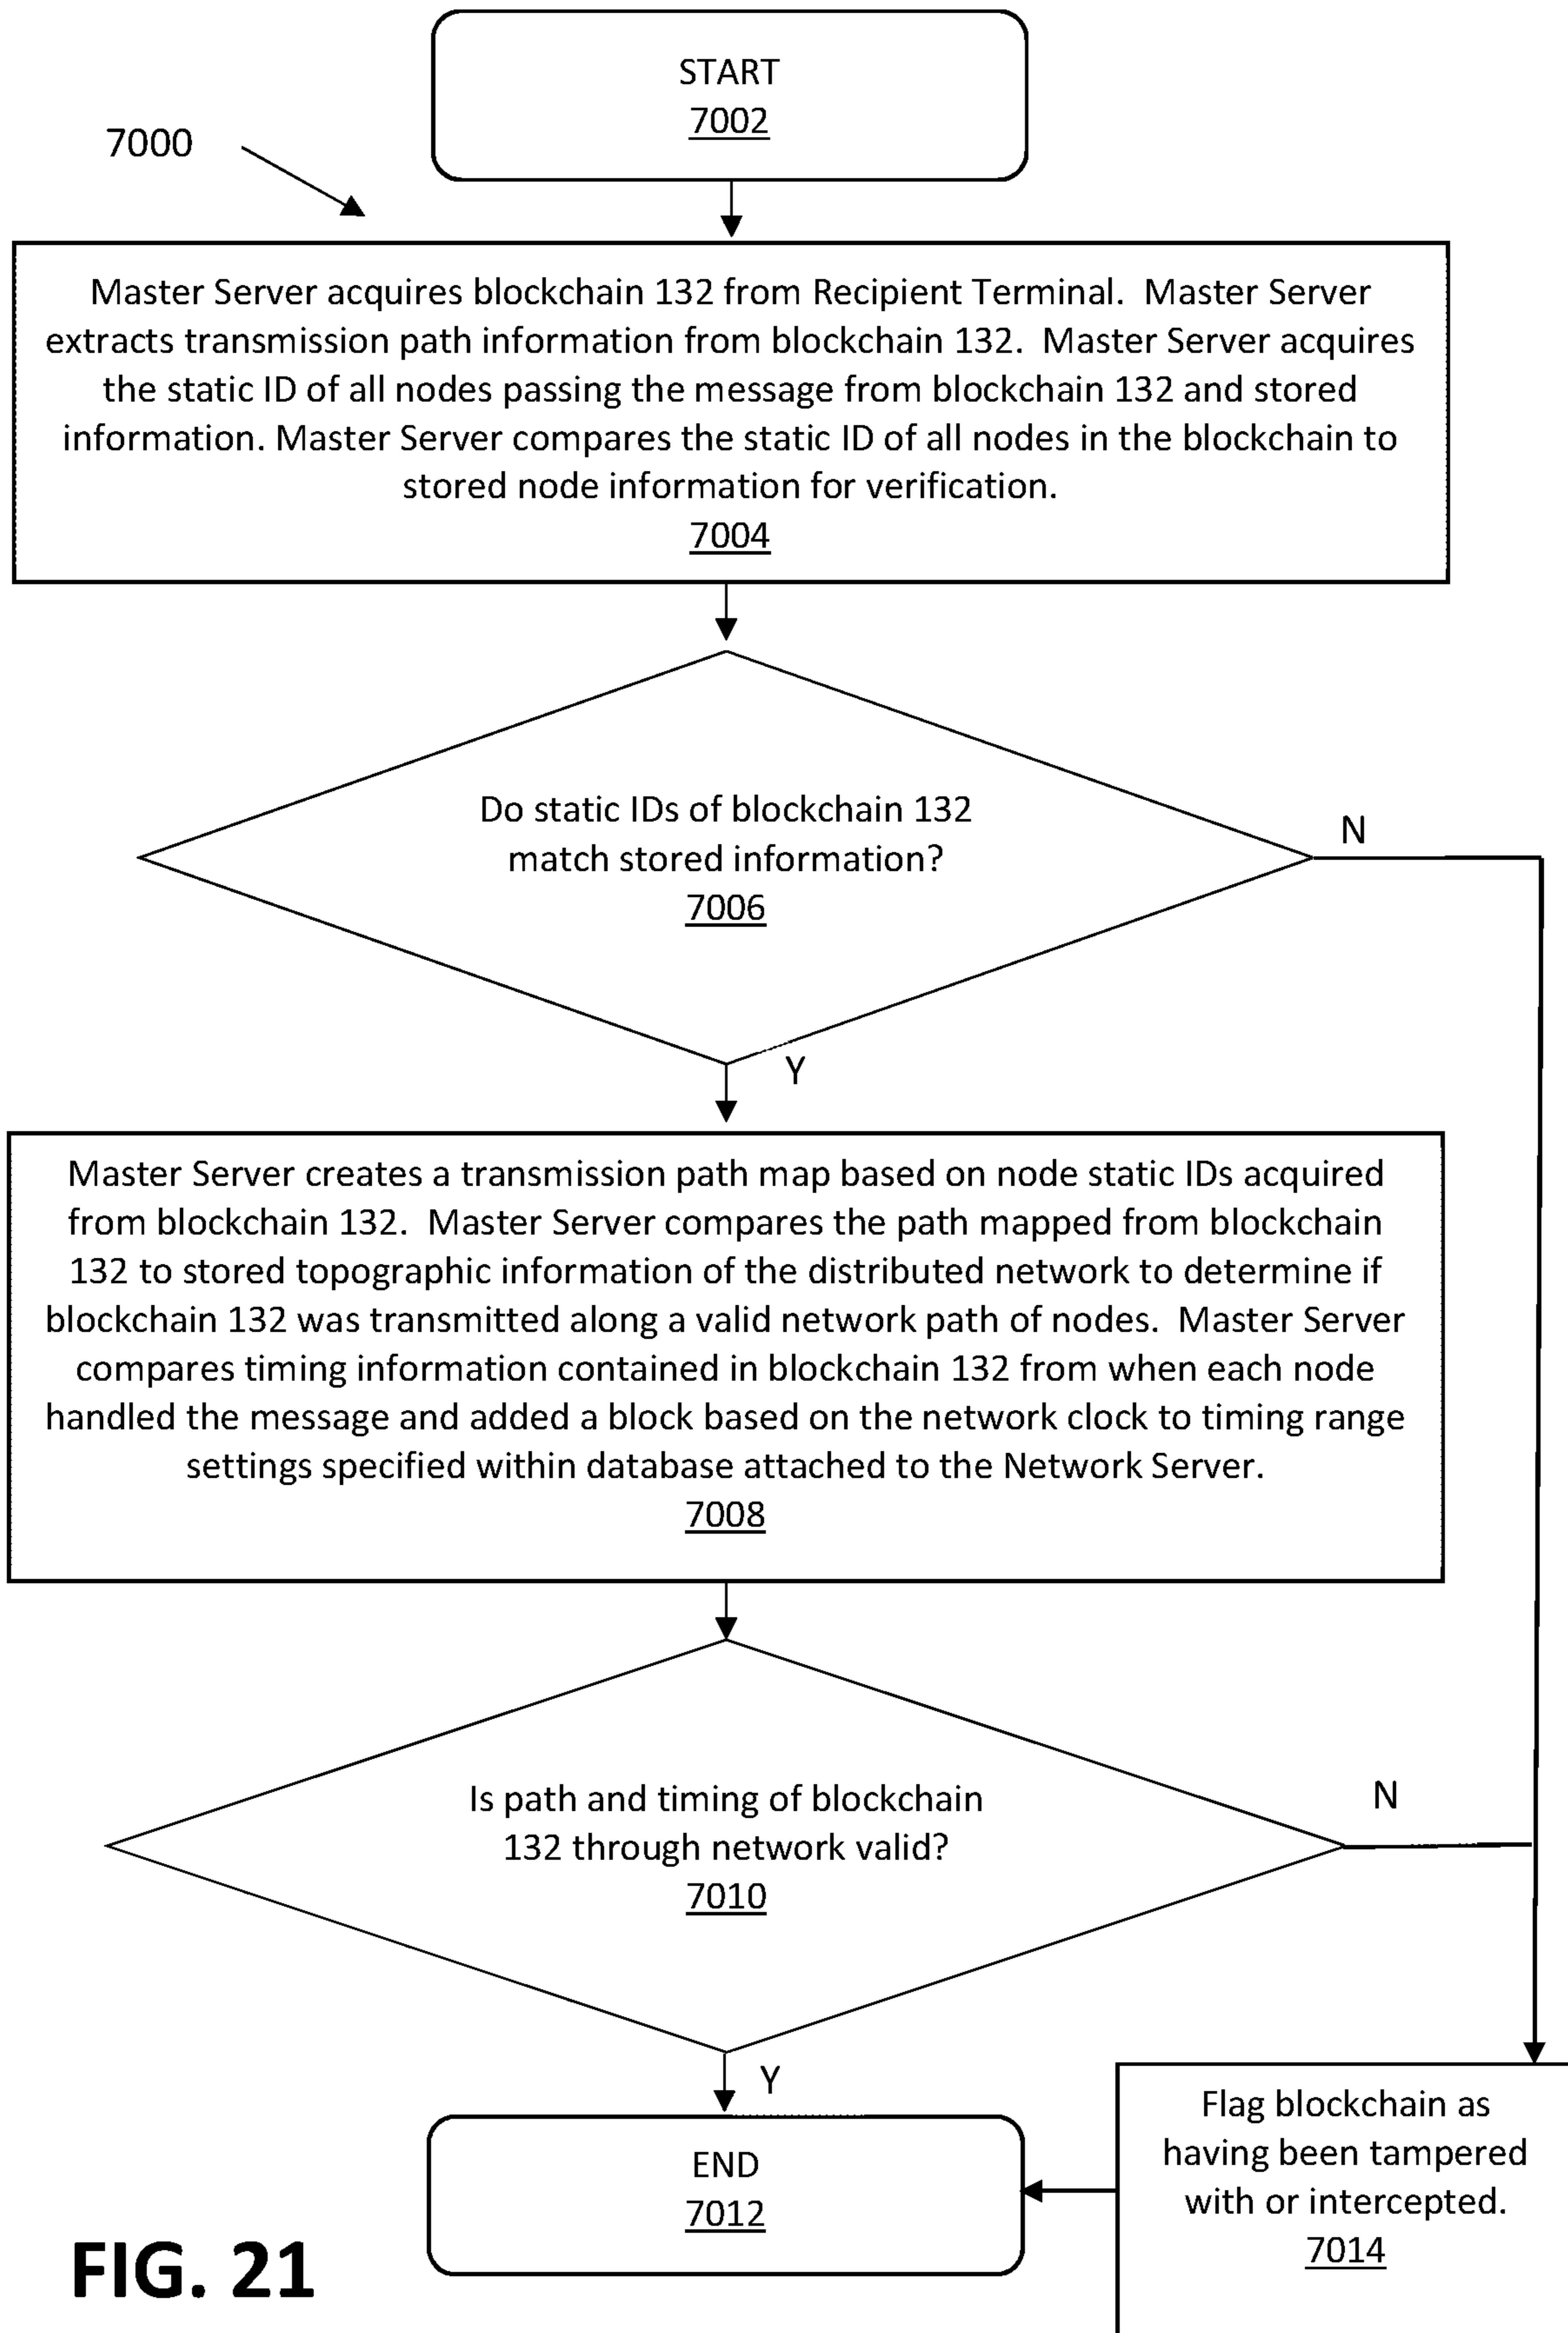 START
7002
7000
Master Server acquires blockchain 132 from Recipient Terminal.  Master Server
extracts transmission path information from blockchain 132.  Master Server acquires
the static ID of all nodes passing the message from blockchain 132 and stored
information. Master Server compares the static ID of all nodes in the blockchain to
stored node information for verification.
7004
Do static IDs of blockchain 132
match stored information?
7006
N
Y
Master Server creates a transmission path map based on node static IDs acquired
from blockchain 132.  Master Server compares the path mapped from blockchain
132 to stored topographic information of the distributed network to determine if
blockchain 132 was transmitted along a valid network path of nodes.  Master Server
compares timing information contained in blockchain 132 from when each node
handled the message and added a block based on the network clock to timing range
settings specified within database attached to the Network Server.
7008
Is path and timing of blockchain
132 through network valid?
7010
N
Y
END
7012
Flag blockchain as
having been tampered
with or intercepted.
7014
FIG. 21